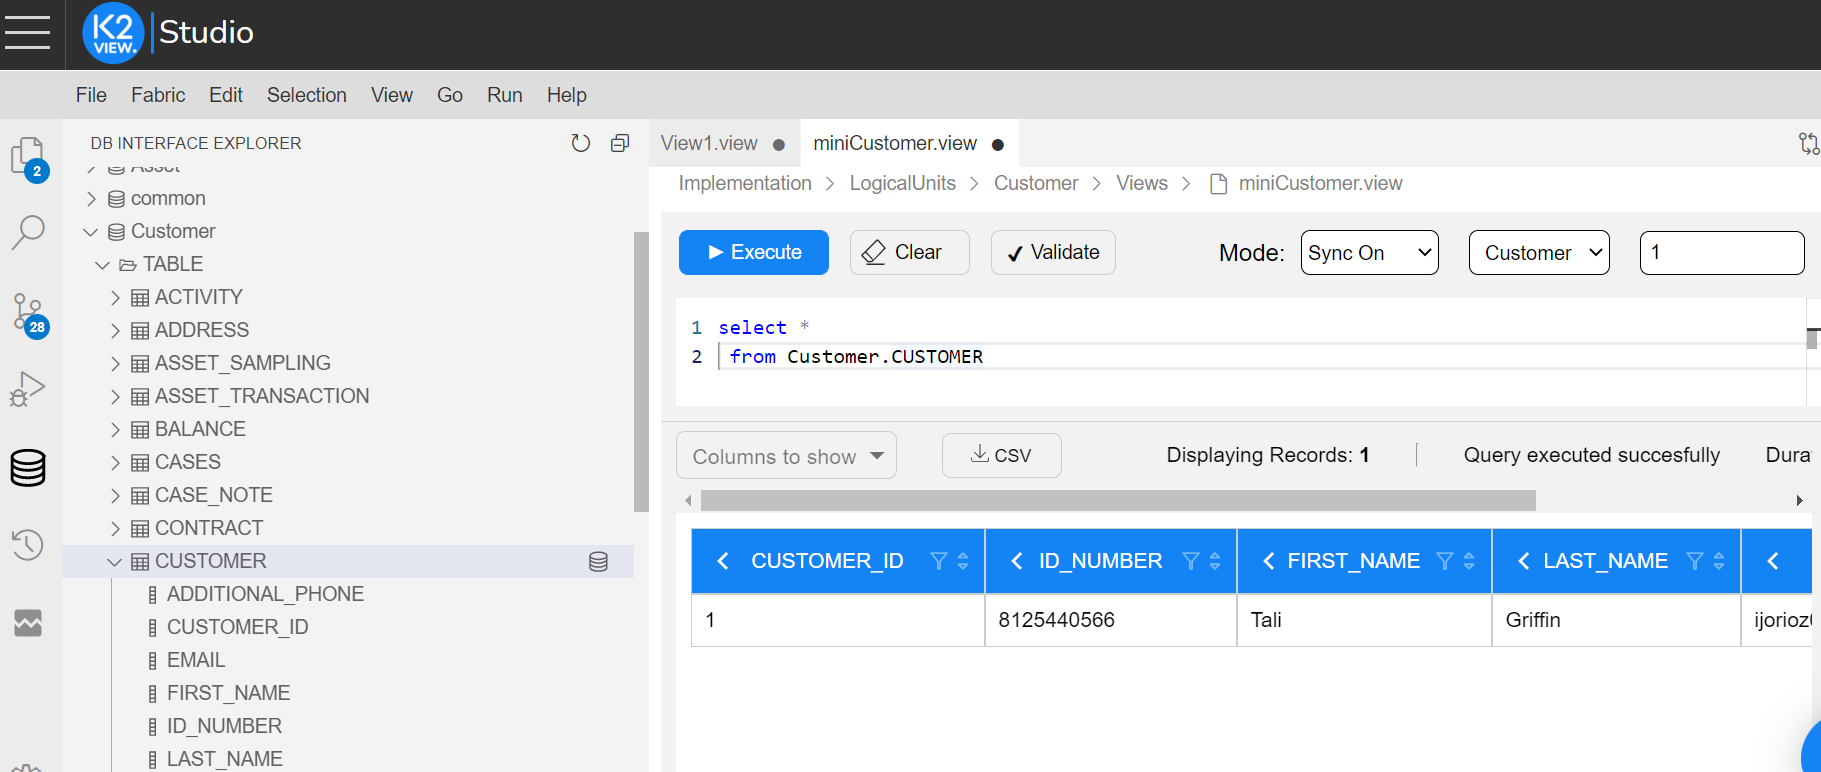 K2
VIEW.
Studio
File Fabric Edit Selection View Go Run Help
2
28
DB INTERFACE EXPLORER
Asset
common
Customer
TABLE
ACTIVITY
ADDRESS
ASSET_SAMPLING
ASSET_TRANSACTION
BALANCE
CASES
CASE_NOTE
CONTRACT
CUSTOMER
ADDITIONAL_PHONE
CUSTOMER_ID
EMAIL
FIRST_NAME
ID_NUMBER
LAST_NAME
View1.view miniCustomer.view
Implementation > LogicalUnits > Customer > Views > miniCustomer.view
Execute Clear Validate Mode: Sync On Customer 1
1 select *
2 from Customer.CUSTOMER
Columns to show CSV Displaying Records: 1 Query executed succesfully Dura
CUSTOMER_ID ID_NUMBER FIRST_NAME LAST_NAME
1 8125440566 Tali Griffin ijorioz